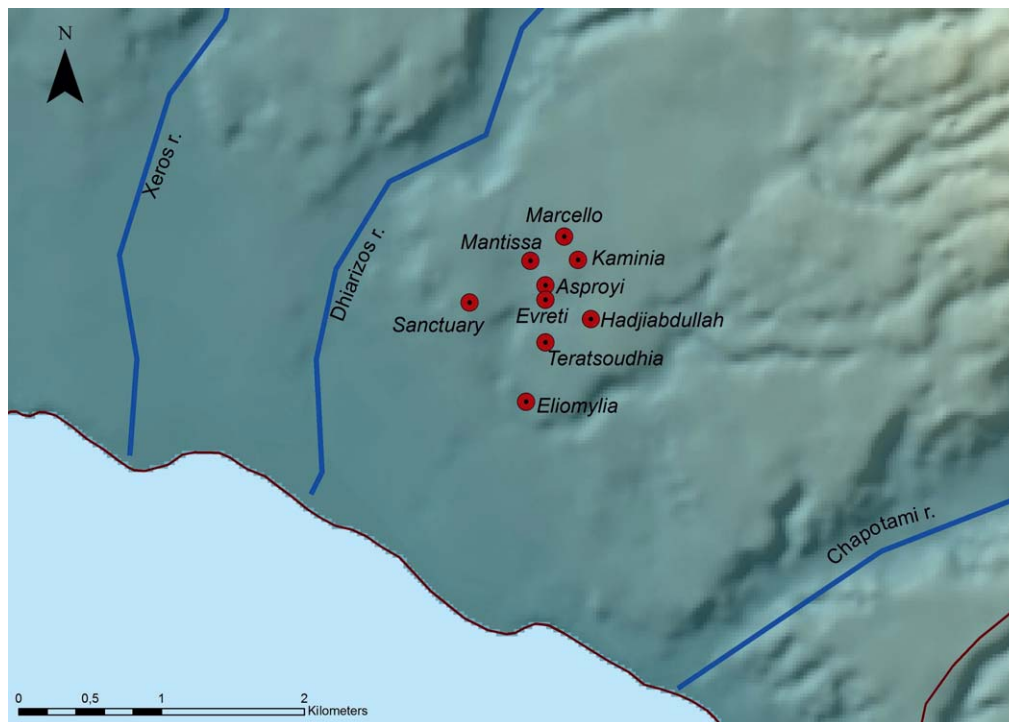 N
Xeros r.
Dhiarizos r.
Marcello
Mantissa
Kaminia
Asproyi
Sanctuary
Evreti
Hadjiabdullah
Teratsoudhia
Eliomylia
Chapotami r.
0 0,5 1 2
Kilometers